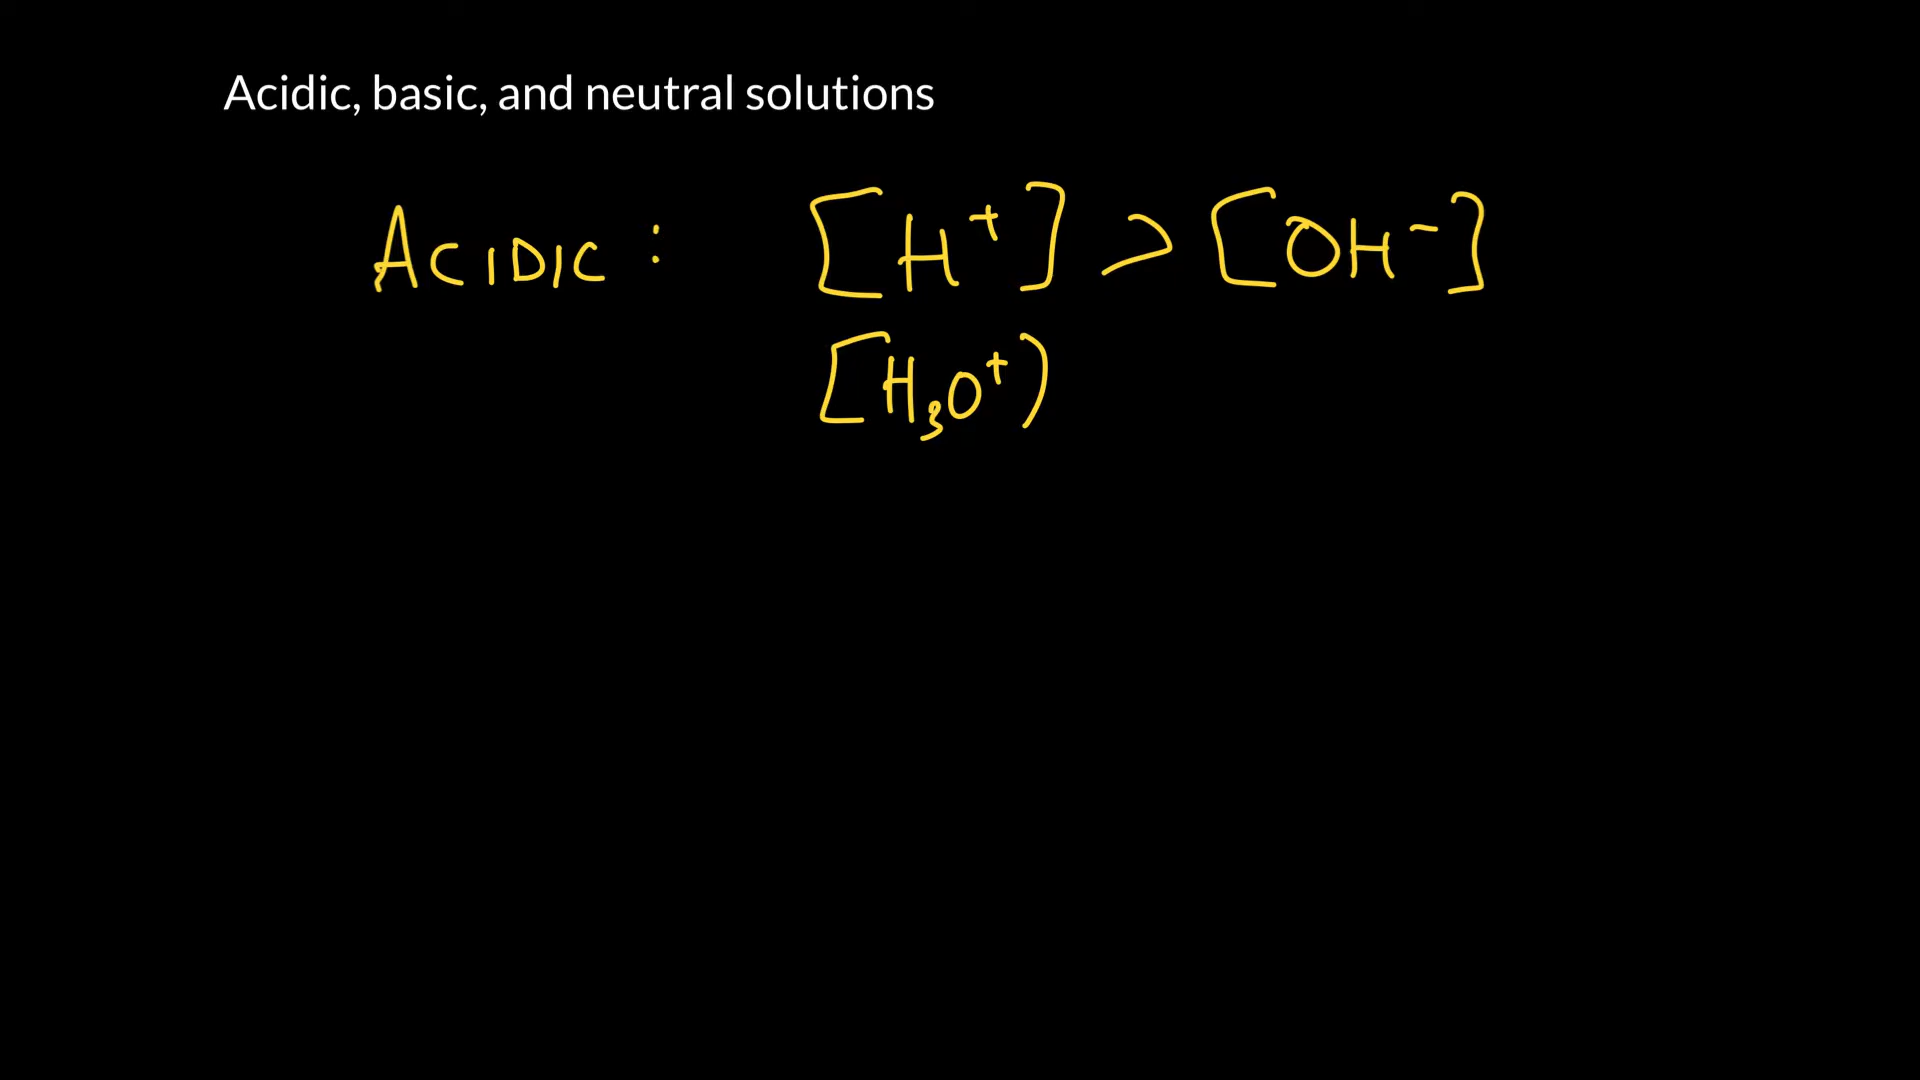 Acidic, basic, and neutral solutions
ACIDIC : [H⁺] > [OH⁻]
[H₃O⁺)